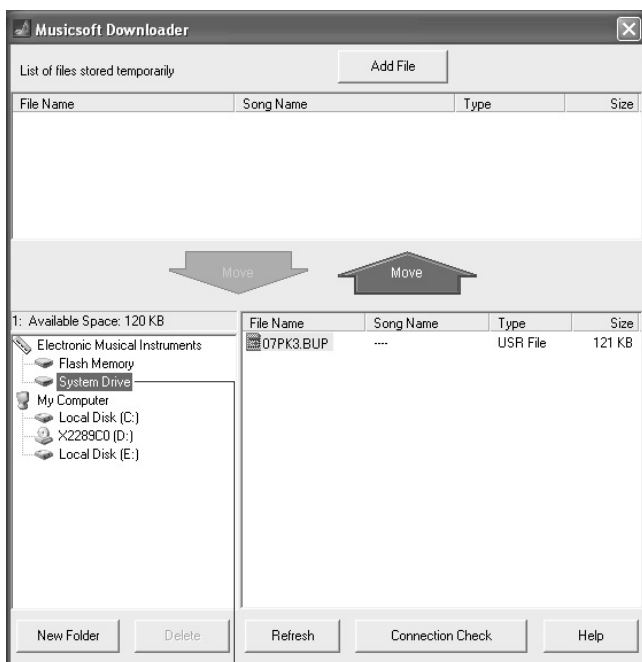 Musicsoft Downloader
List of files stored temporarily
Add File
File Name Song Name Type Size
Move Move
1: Available Space: 120 KB
Electronic Musical Instruments
Flash Memory
System Drive
My Computer
Local Disk (C:)
X2289C0 (D:)
Local Disk (E:)
File Name Song Name Type Size
07PK3.BUP ---- USR File 121 KB
New Folder Delete Refresh Connection Check Help